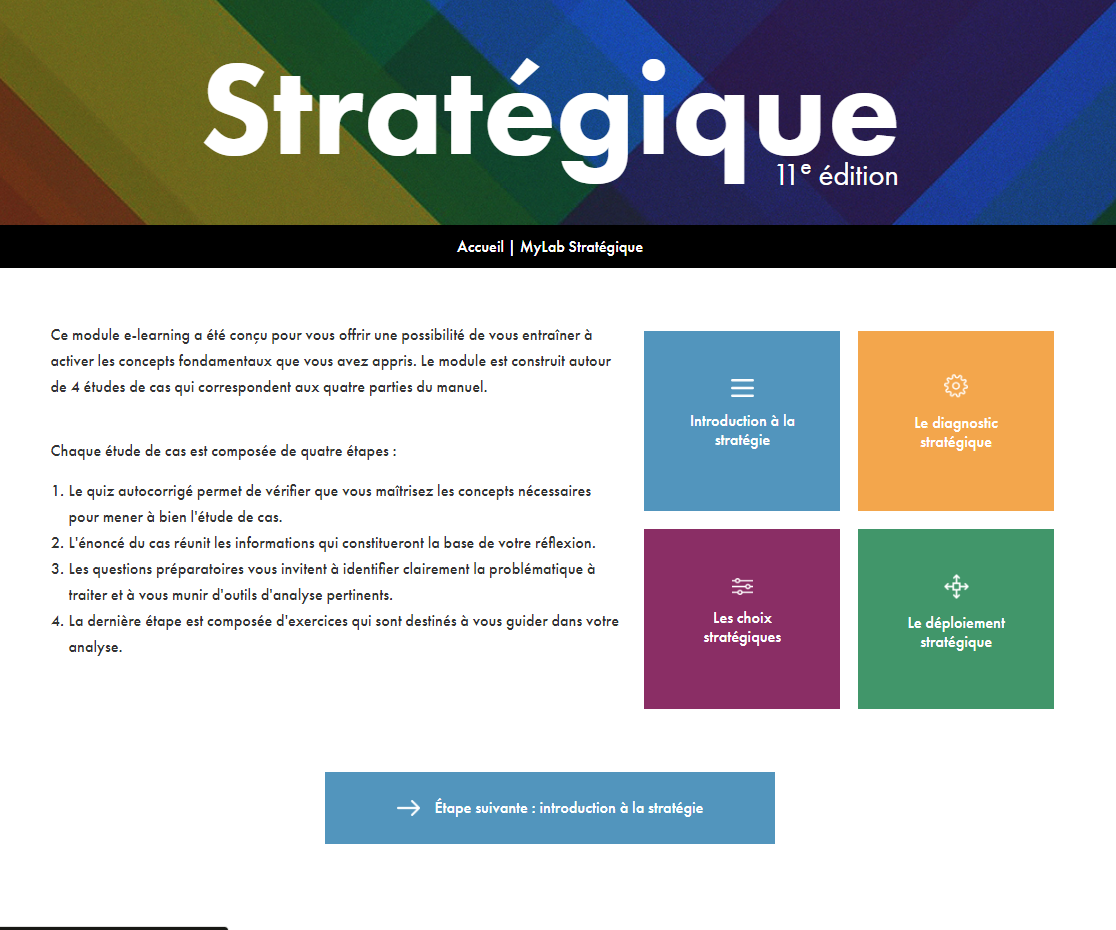 Stratégique
11e édition
Accueil | MyLab Stratégique
Ce module e-learning a été conçu pour vous offrir une possibilité de vous entraîner à
activer les concepts fondamentaux que vous avez appris. Le module est construit autour
de 4 études de cas qui correspondent aux quatre parties du manuel.
Chaque étude de cas est composée de quatre étapes :
1. Le quiz autocorrigé permet de vérifier que vous maîtrisez les concepts nécessaires
pour mener à bien l'étude de cas.
2. L'énoncé du cas réunit les informations qui constitueront la base de votre réflexion.
3. Les questions préparatoires vous invitent à identifier clairement la problématique à
traiter et à vous munir d'outils d'analyse pertinents.
4. La dernière étape est composée d'exercices qui sont destinés à vous guider dans votre
analyse.
Introduction à la
stratégie
Le diagnostic
stratégique
Les choix
stratégiques
Le déploiement
stratégique
Étape suivante : introduction à la stratégie